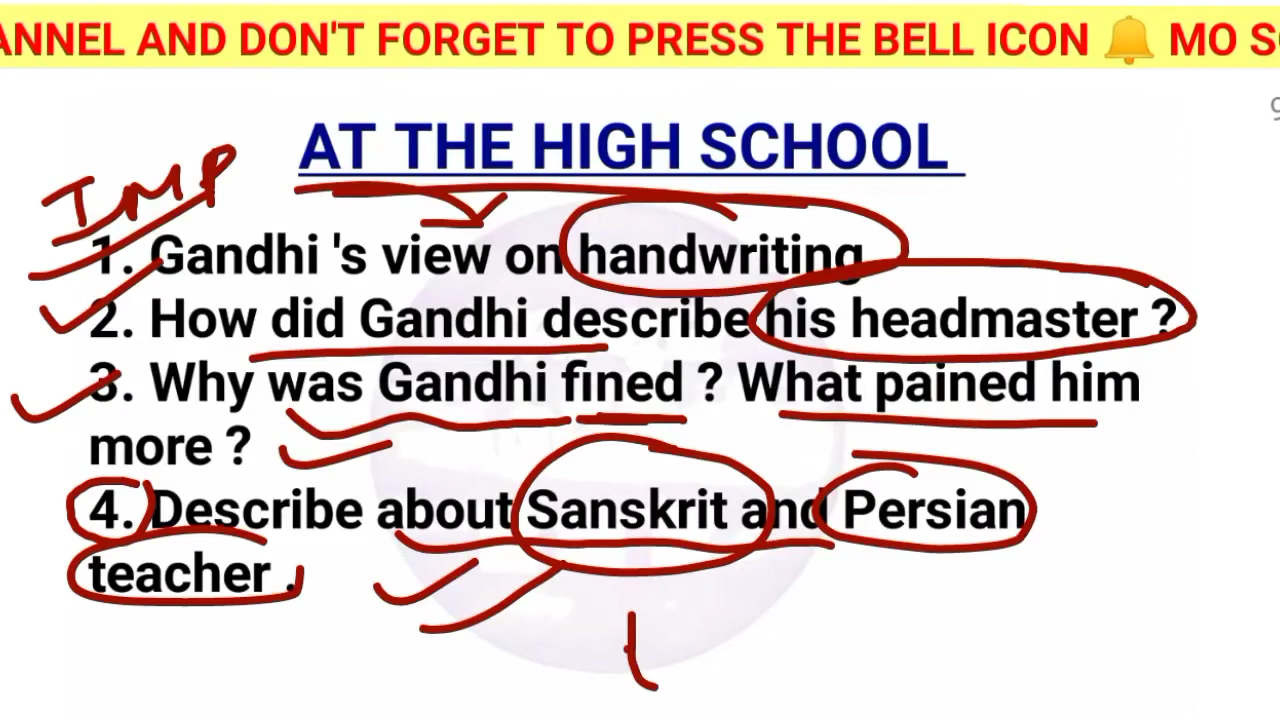 ANNEL AND DON'T FORGET TO PRESS THE BELL ICON 🔔 MO S
AT THE HIGH SCHOOL
IMP
1. Gandhi 's view on handwriting
2. How did Gandhi describe his headmaster ?
3. Why was Gandhi fined ? What pained him
more ?
4. Describe about Sanskrit and Persian
teacher .